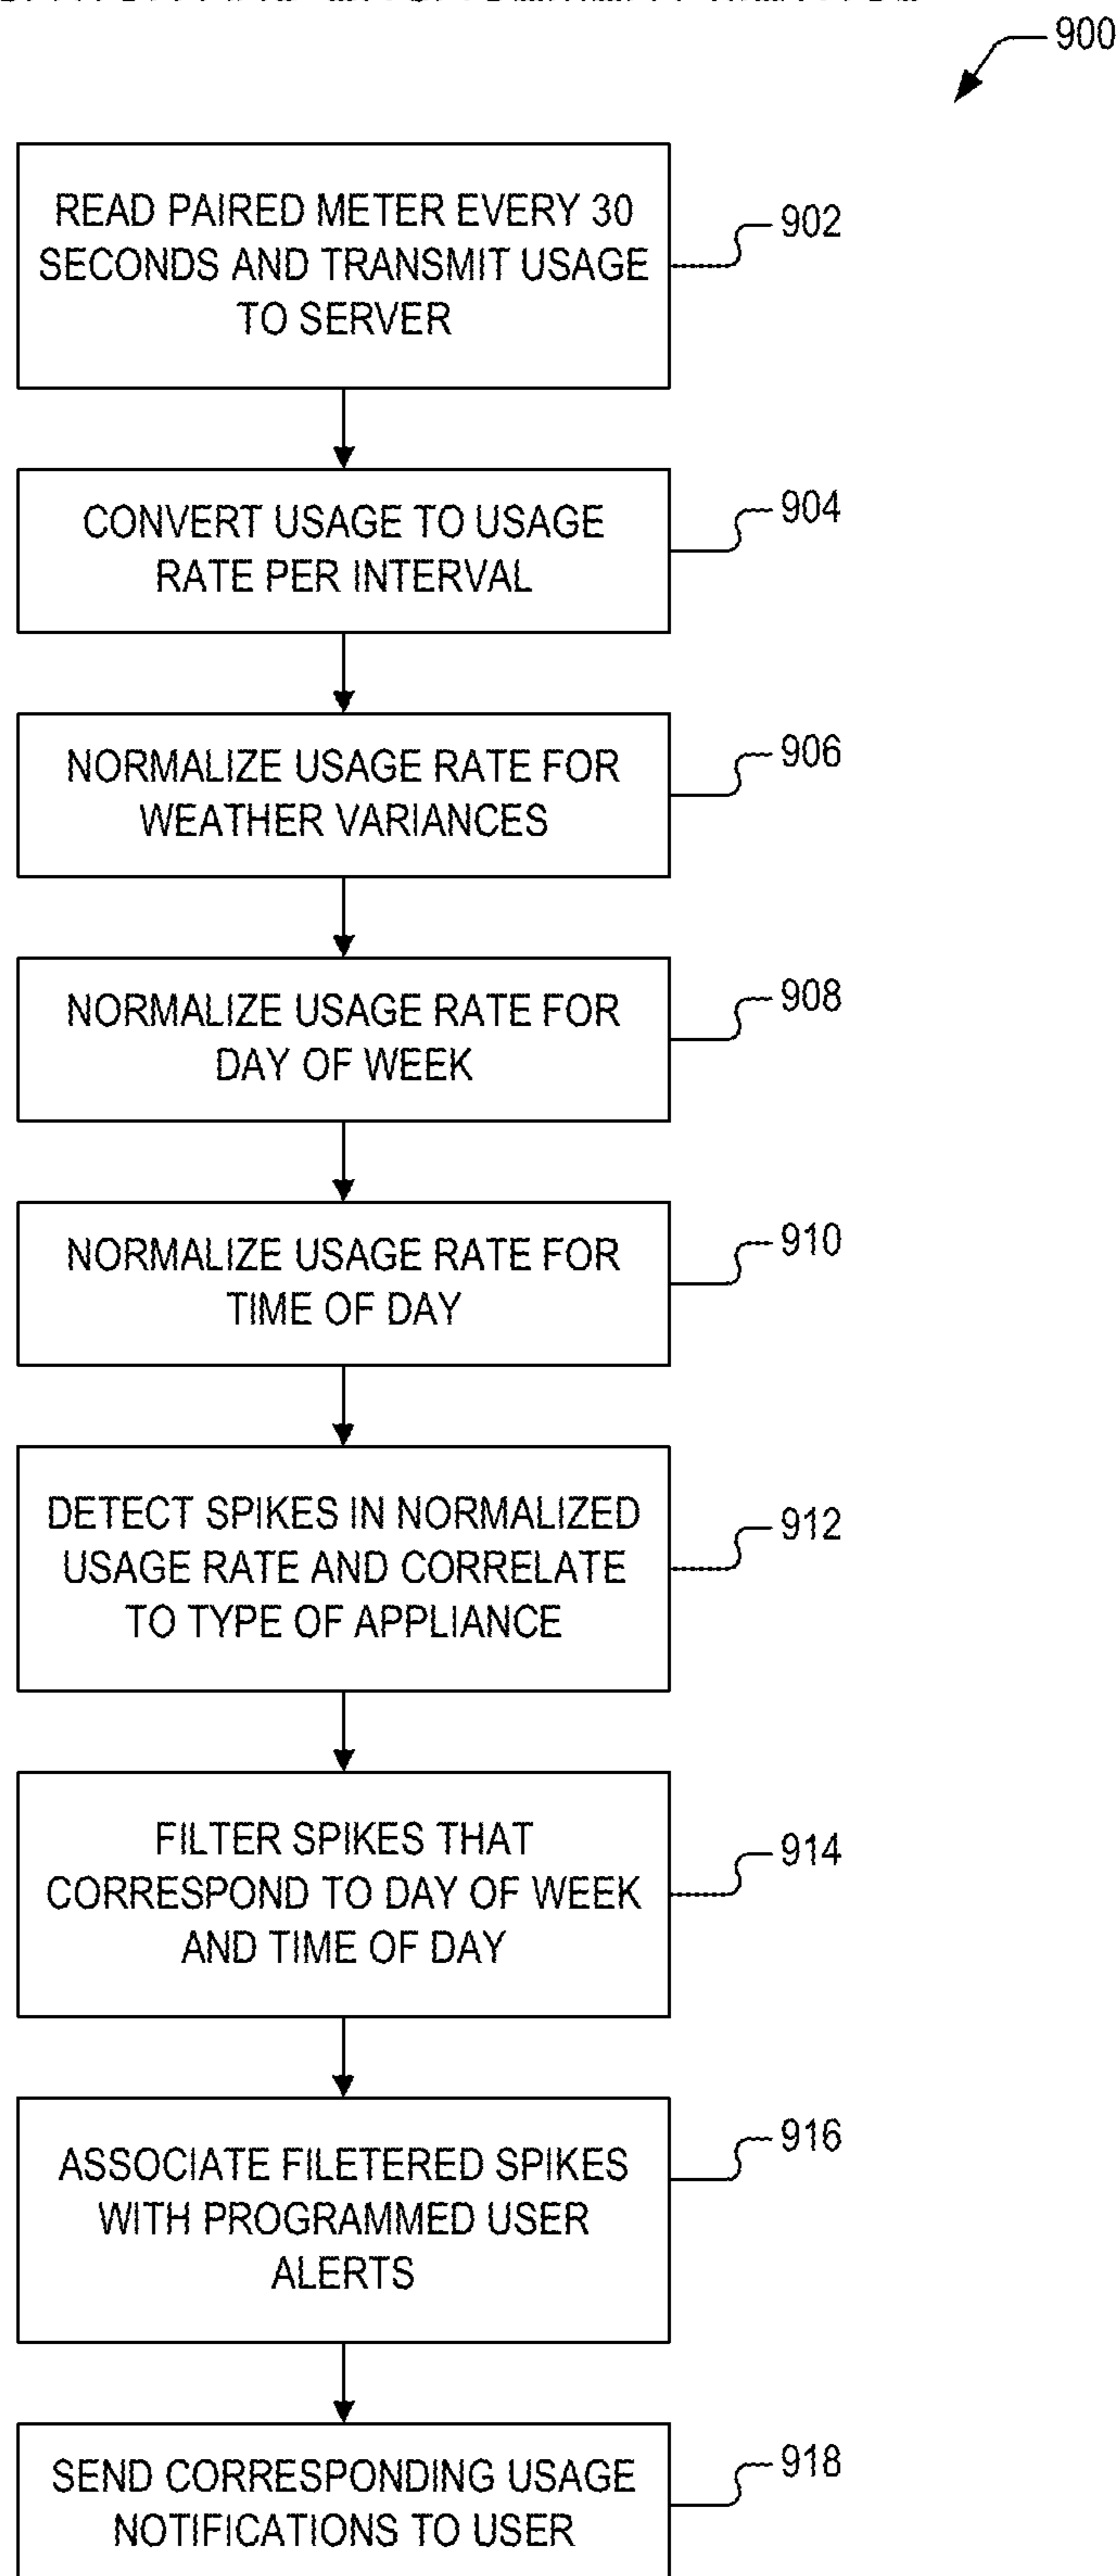 900
READ PAIRED METER EVERY 30
SECONDS AND TRANSMIT USAGE
TO SERVER
902
CONVERT USAGE TO USAGE
RATE PER INTERVAL
904
NORMALIZE USAGE RATE FOR
WEATHER VARIANCES
906
NORMALIZE USAGE RATE FOR
DAY OF WEEK
908
NORMALIZE USAGE RATE FOR
TIME OF DAY
910
DETECT SPIKES IN NORMALIZED
USAGE RATE AND CORRELATE
TO TYPE OF APPLIANCE
912
FILTER SPIKES THAT
CORRESPOND TO DAY OF WEEK
AND TIME OF DAY
914
ASSOCIATE FILETERED SPIKES
WITH PROGRAMMED USER
ALERTS
916
SEND CORRESPONDING USAGE
NOTIFICATIONS TO USER
918